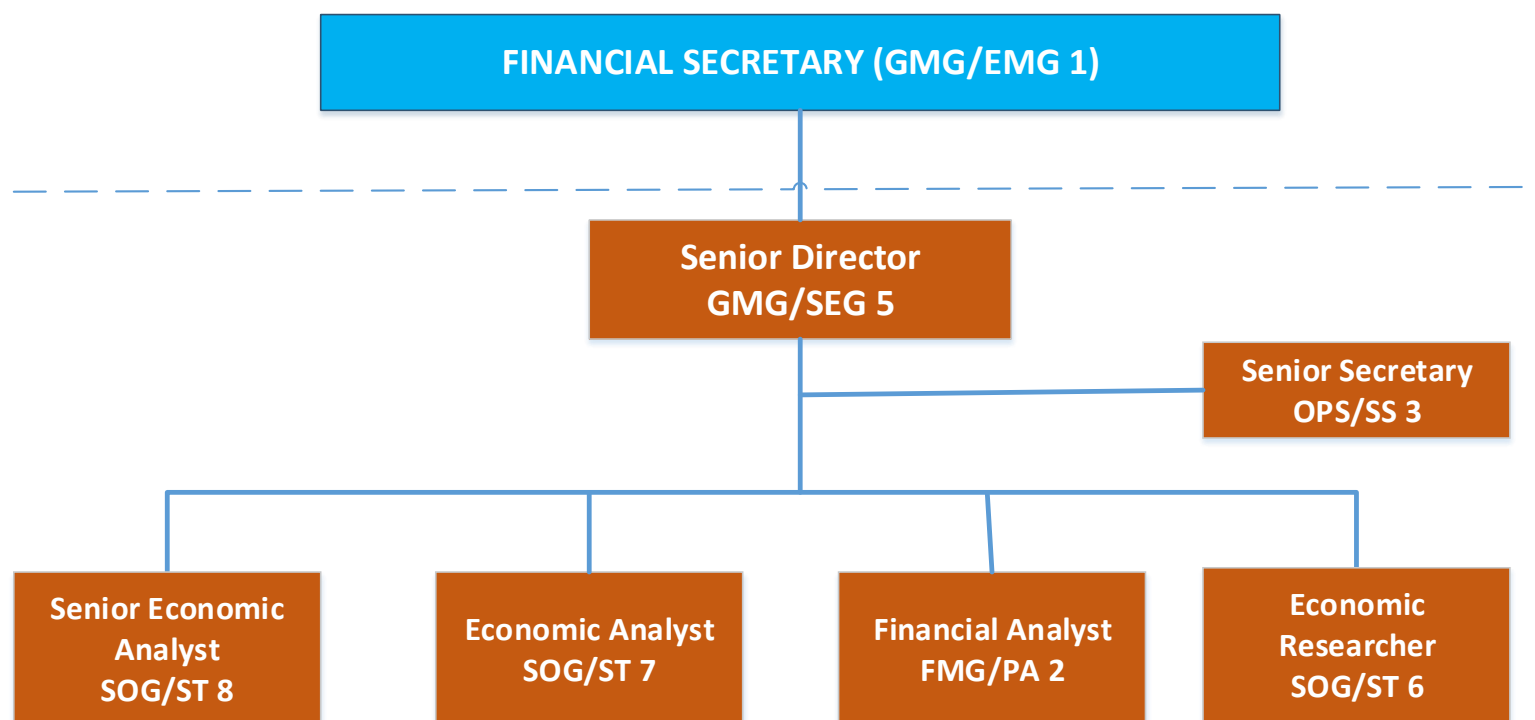 FINANCIAL SECRETARY (GMG/EMG 1)
Senior Director
GMG/SEG 5
Senior Secretary
OPS/SS 3
Senior Economic
Analyst
SOG/ST 8
Economic Analyst
SOG/ST 7
Financial Analyst
FMG/PA 2
Economic
Researcher
SOG/ST 6